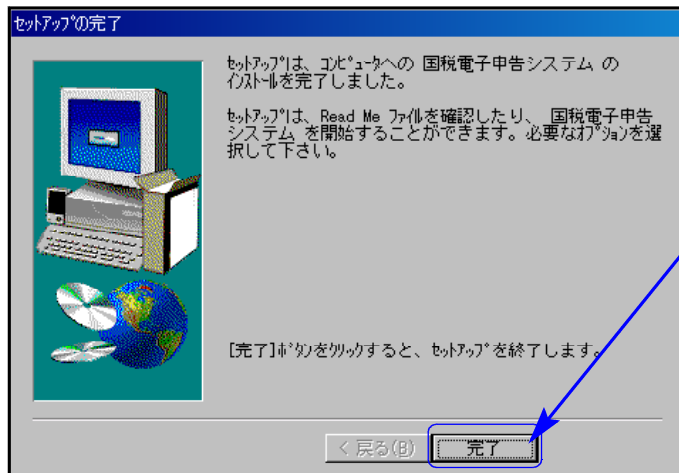 セットアップの完了
セットアップは、コンピュータへの 国税電子申告システム の
インストールを完了しました。
セットアップは、Read Me ファイルを確認したり、 国税電子申告
システム を開始することができます。必要なオプションを選
択して下さい。
[完了]ボタンをクリックすると、セットアップを終了します。
< 戻る(B)
完了